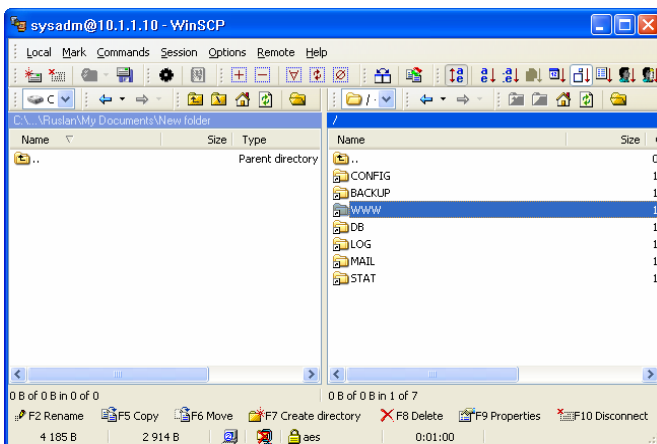 sysadm@10.1.1.10 - WinSCP
Local Mark Commands Session Options Remote Help
C
/
C:\...\Ruslan\My Documents\New folder
/
Name Size Type
Name Size
.. Parent directory
..
CONFIG
BACKUP
WWW
DB
LOG
MAIL
STAT
0 B of 0 B in 0 of 0
0 B of 0 B in 1 of 7
F2 Rename F5 Copy F6 Move F7 Create directory F8 Delete F9 Properties F10 Disconnect
4 185 B 2 914 B aes 0:01:00